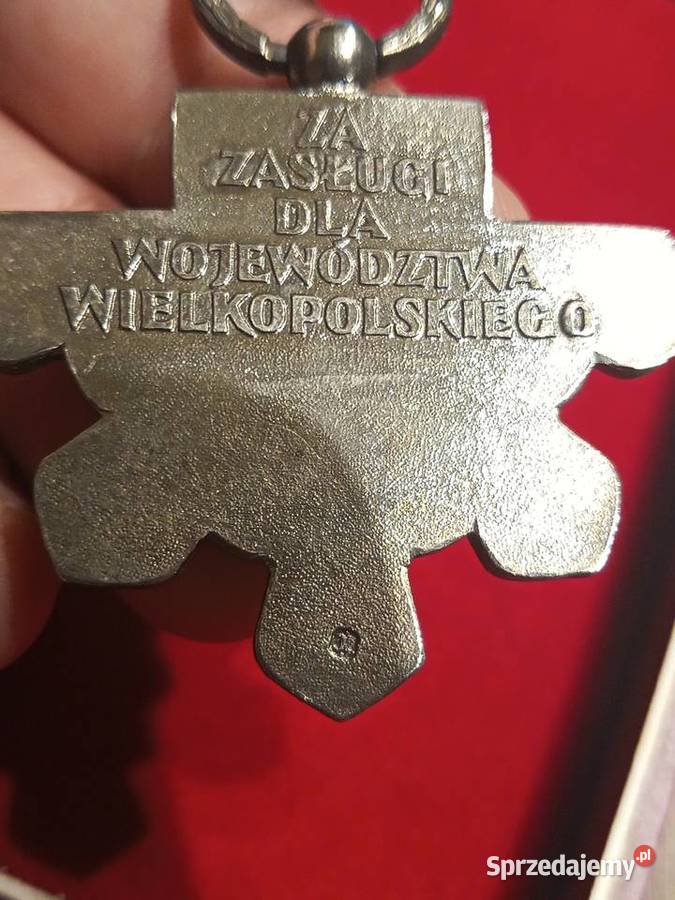 ZA
ZASŁUGI
DLA
WOJEWÓDZTWA
WIELKOPOLSKIEGO
Sprzedajemy.pl